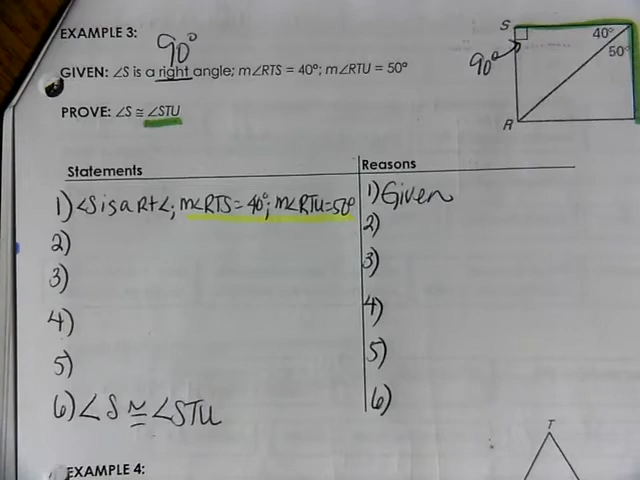 EXAMPLE 3:
90°
GIVEN: ∠S is a right angle; m∠RTS = 40°; m∠RTU = 50°
PROVE: ∠S ≅ ∠STU
S
40°
50°
90°
R
Statements
Reasons
1) ∠S is a Rt ∠; m∠RTS = 40°; m∠RTU = 50°
1) Given
2)
2)
3)
3)
4)
4)
5)
5)
6) ∠S ≅ ∠STU
6)
T
EXAMPLE 4: